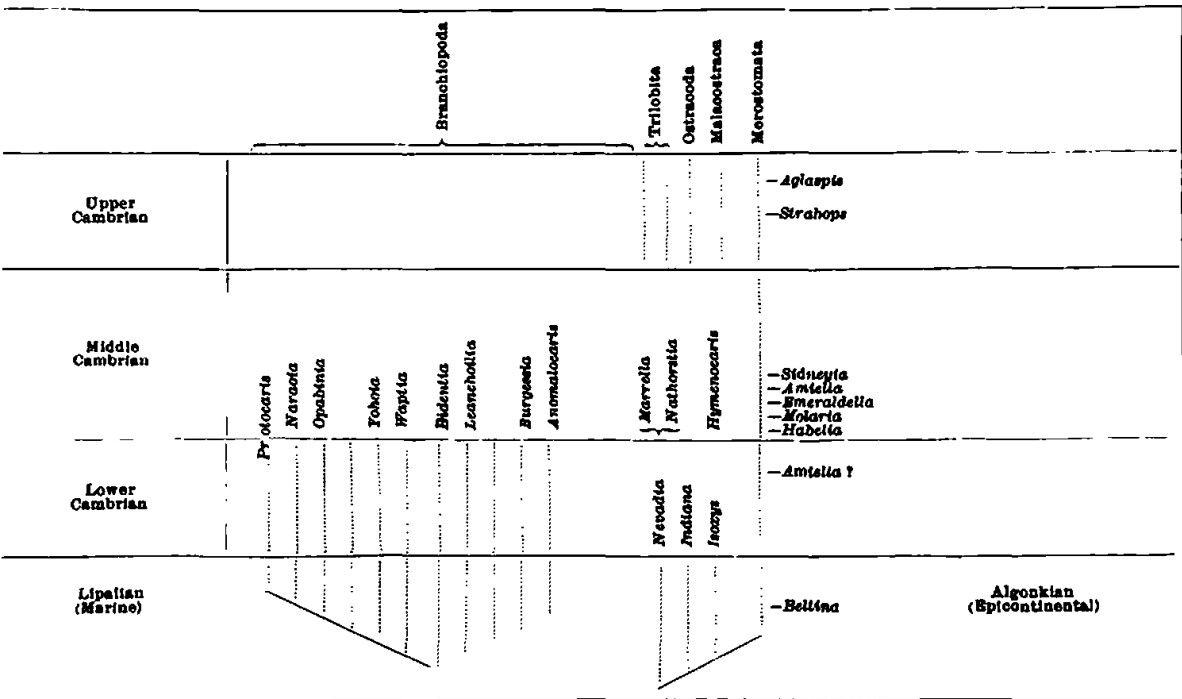 Branchiopoda
Trilobita
Ostracoda
Malacostraca
Merostomata
Upper
Cambrian
—Aglaspis
—Strabops
Middle
Cambrian
Protocaris
Naraoia
Opabinia
Yohoia
Waptia
Bidentia
Leanchoilia
Burgessia
Anomalocaris
Marrella
Nathorstia
Hymenocaris
—Sidneyia
—Amiella
—Emeraldella
—Molaria
—Habelia
Lower
Cambrian
Nevadia
Indiana
Isoxys
—Amiella ?
Lipalian
(Marine)
—Beltina
Algonkian
(Epicontinental)